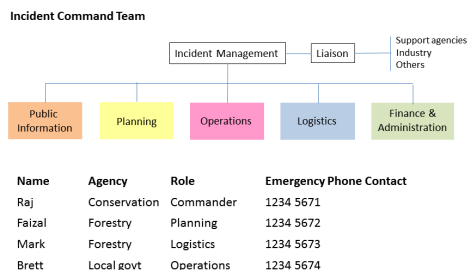 Incident Command Team
Support agencies
Incident Management
Liaison
Industry
Others
Public
Information
Planning
Operations
Logistics
Finance &
Administration
Name Agency Role Emergency Phone Contact
Raj Conservation Commander 1234 5671
Faizal Forestry Planning 1234 5672
Mark Forestry Logistics 1234 5673
Brett Local govt Operations 1234 5674